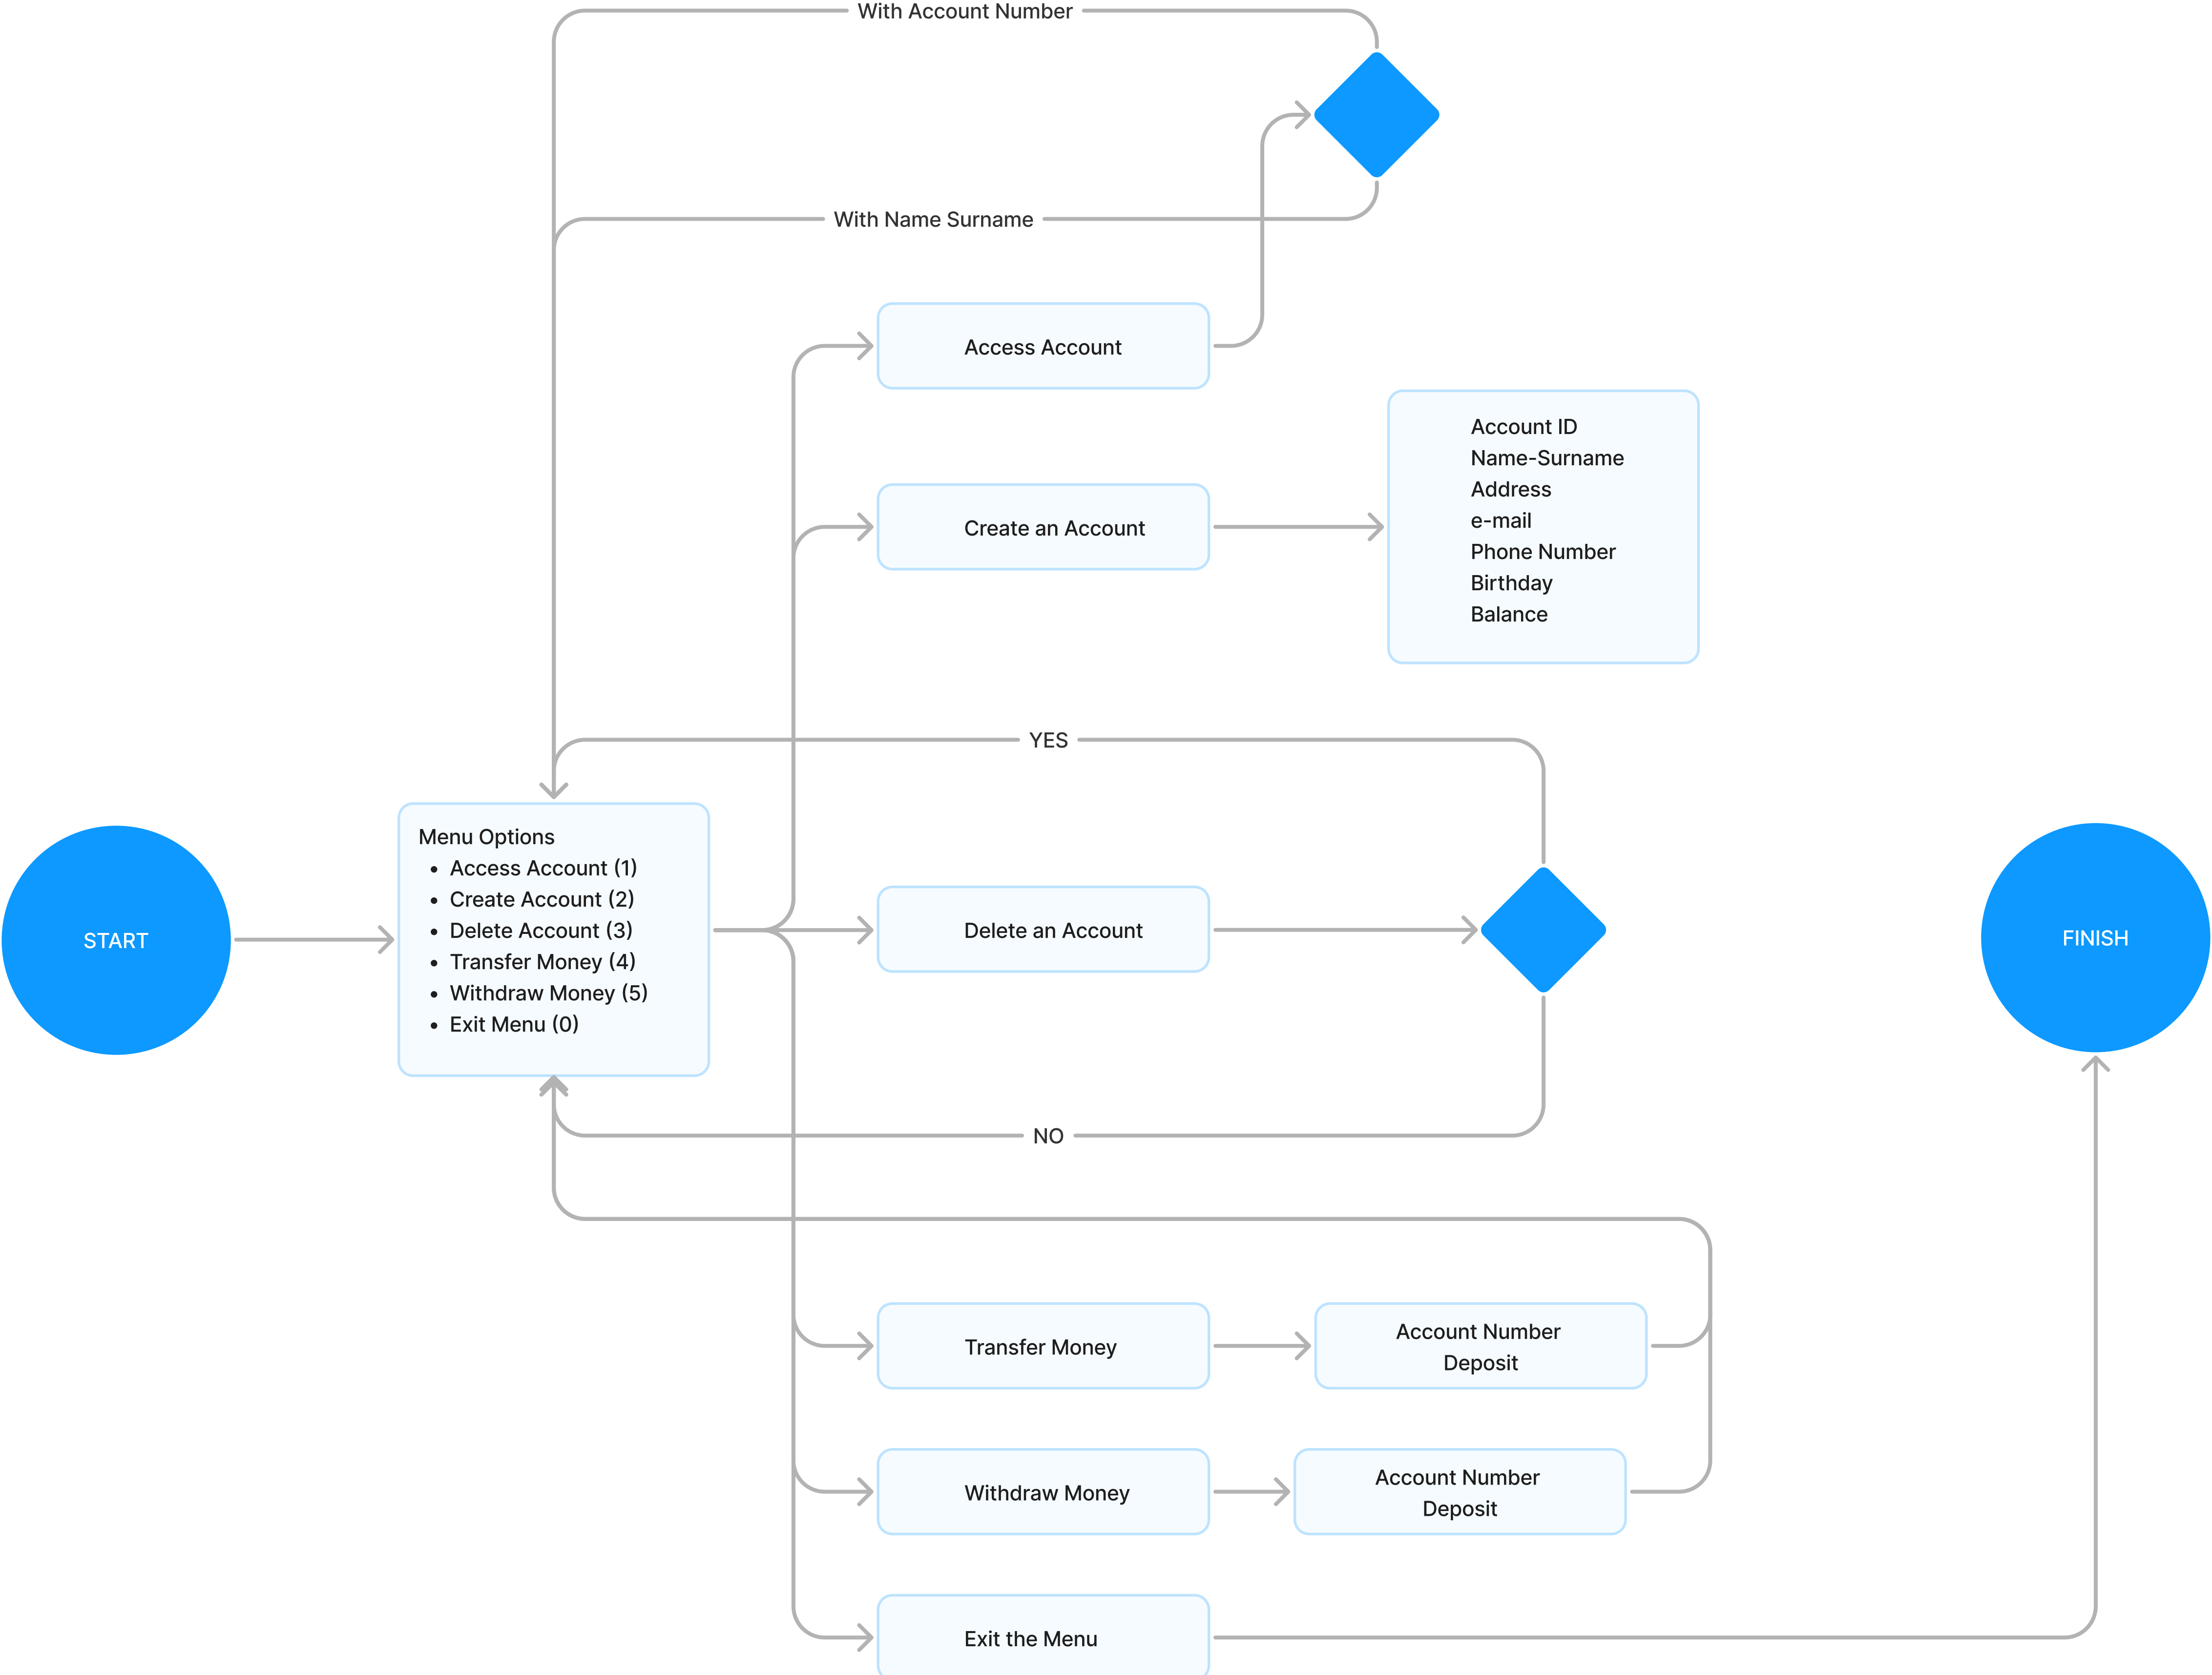 With Account Number
With Name Surname
Access Account
Account ID
Name-Surname
Address
e-mail
Phone Number
Birthday
Balance
Create an Account
YES
Menu Options
• Access Account (1)
• Create Account (2)
• Delete Account (3)
• Transfer Money (4)
• Withdraw Money (5)
• Exit Menu (0)
START
Delete an Account
FINISH
NO
Transfer Money
Account Number
Deposit
Withdraw Money
Account Number
Deposit
Exit the Menu